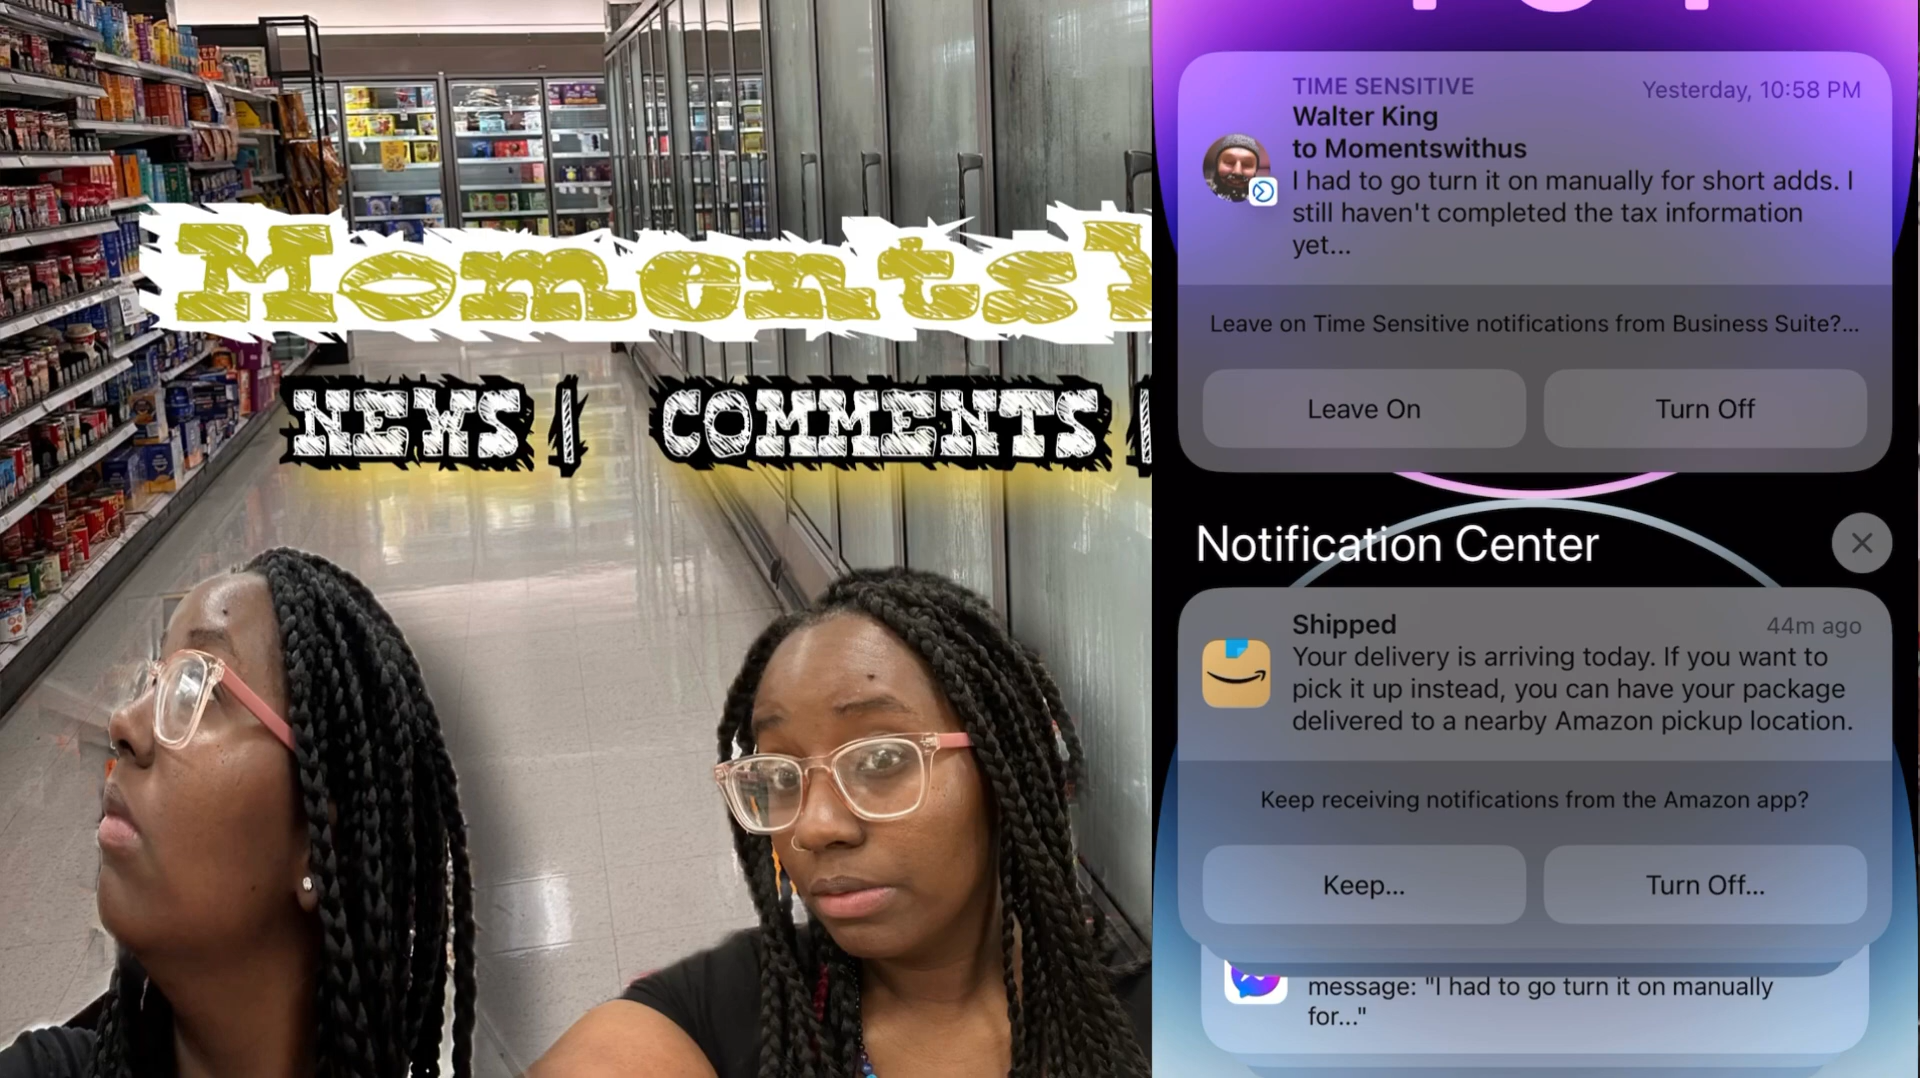 Moments
NEWS |
COMMENTS |
TIME SENSITIVE
Yesterday, 10:58 PM
Walter King
to Momentswithus
I had to go turn it on manually for short adds. I
still haven't completed the tax information
yet...
Leave on Time Sensitive notifications from Business Suite?...
Leave On
Turn Off
Notification Center
Shipped
44m ago
Your delivery is arriving today. If you want to
pick it up instead, you can have your package
delivered to a nearby Amazon pickup location.
Keep receiving notifications from the Amazon app?
Keep...
Turn Off...
message: "I had to go turn it on manually
for..."